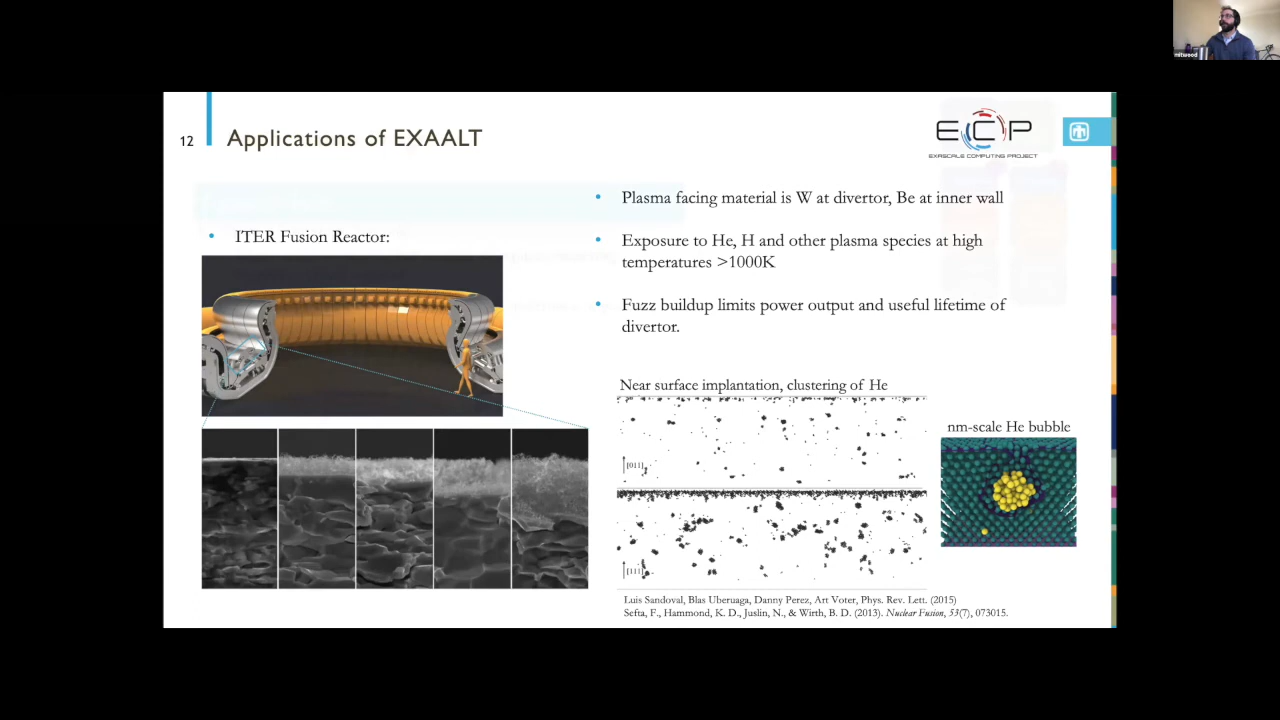 mitwood
12
Applications of EXAALT
ECP
EXASCALE COMPUTING PROJECT
• ITER Fusion Reactor:
• Plasma facing material is W at divertor, Be at inner wall
• Exposure to He, H and other plasma species at high
temperatures >1000K
• Fuzz buildup limits power output and useful lifetime of
divertor.
Near surface implantation, clustering of He
[011]
[111]
nm-scale He bubble
Luis Sandoval, Blas Uberuaga, Danny Perez, Art Voter, Phys. Rev. Lett. (2015)
Sefta, F., Hammond, K. D., Juslin, N., & Wirth, B. D. (2013). Nuclear Fusion, 53(7), 073015.